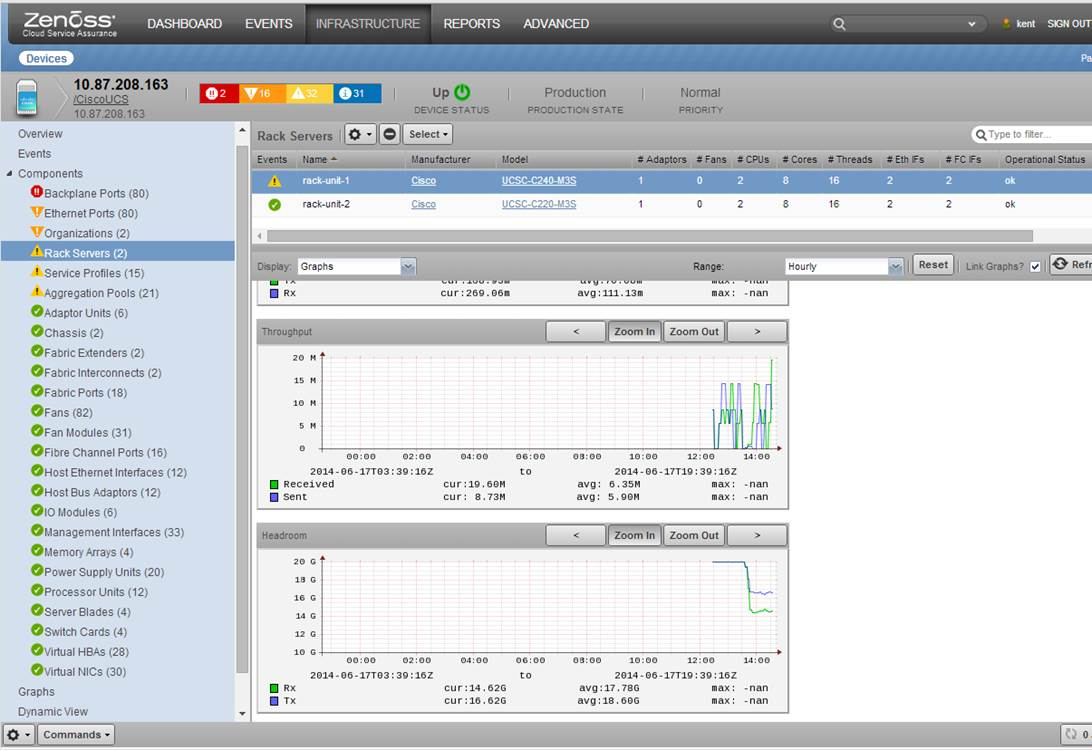 Zenoss
Cloud Service Assurance
DASHBOARD EVENTS INFRASTRUCTURE REPORTS ADVANCED kent SIGN OUT
Devices
10.87.208.163
/CiscoUCS
10.87.208.163
2 16 32 31
Up
DEVICE STATUS
Production
PRODUCTION STATE
Normal
PRIORITY
Overview
Events
Components
Backplane Ports (80)
Ethernet Ports (80)
Organizations (2)
Rack Servers (2)
Service Profiles (15)
Aggregation Pools (21)
Adaptor Units (6)
Chassis (2)
Fabric Extenders (2)
Fabric Interconnects (2)
Fabric Ports (18)
Fans (82)
Fan Modules (31)
Fibre Channel Ports (16)
Host Ethernet Interfaces (12)
Host Bus Adaptors (12)
IO Modules (6)
Management Interfaces (33)
Memory Arrays (4)
Power Supply Units (20)
Processor Units (12)
Server Blades (4)
Switch Cards (4)
Virtual HBAs (28)
Virtual NICs (30)
Graphs
Dynamic View
Rack Servers Select Type to filter...
Events Name Manufacturer Model # Adaptors # Fans # CPUs # Cores # Threads # Eth IFs # FC IFs Operational Status
rack-unit-1 Cisco UCSC-C240-M3S 1 0 2 8 16 2 2 ok
rack-unit-2 Cisco UCSC-C220-M3S 1 0 2 8 16 2 2 ok
Display: Graphs Range: Hourly Reset Link Graphs? Refr
Rx cur:269.06m avg:111.13m max: -nan
Throughput < Zoom In Zoom Out >
20 M
15 M
10 M
5 M
0
00:00 02:00 04:00 06:00 08:00 10:00 12:00 14:00
2014-06-17T03:39:16Z to 2014-06-17T19:39:16Z
Received cur:19.60M avg: 6.35M max: -nan
Sent cur: 8.73M avg: 5.90M max: -nan
Headroom < Zoom In Zoom Out >
20 G
18 G
16 G
14 G
12 G
10 G
00:00 02:00 04:00 06:00 08:00 10:00 12:00 14:00
2014-06-17T03:39:16Z to 2014-06-17T19:39:16Z
Rx cur:14.62G avg:17.78G max: -nan
Tx cur:16.62G avg:18.60G max: -nan
Commands 0